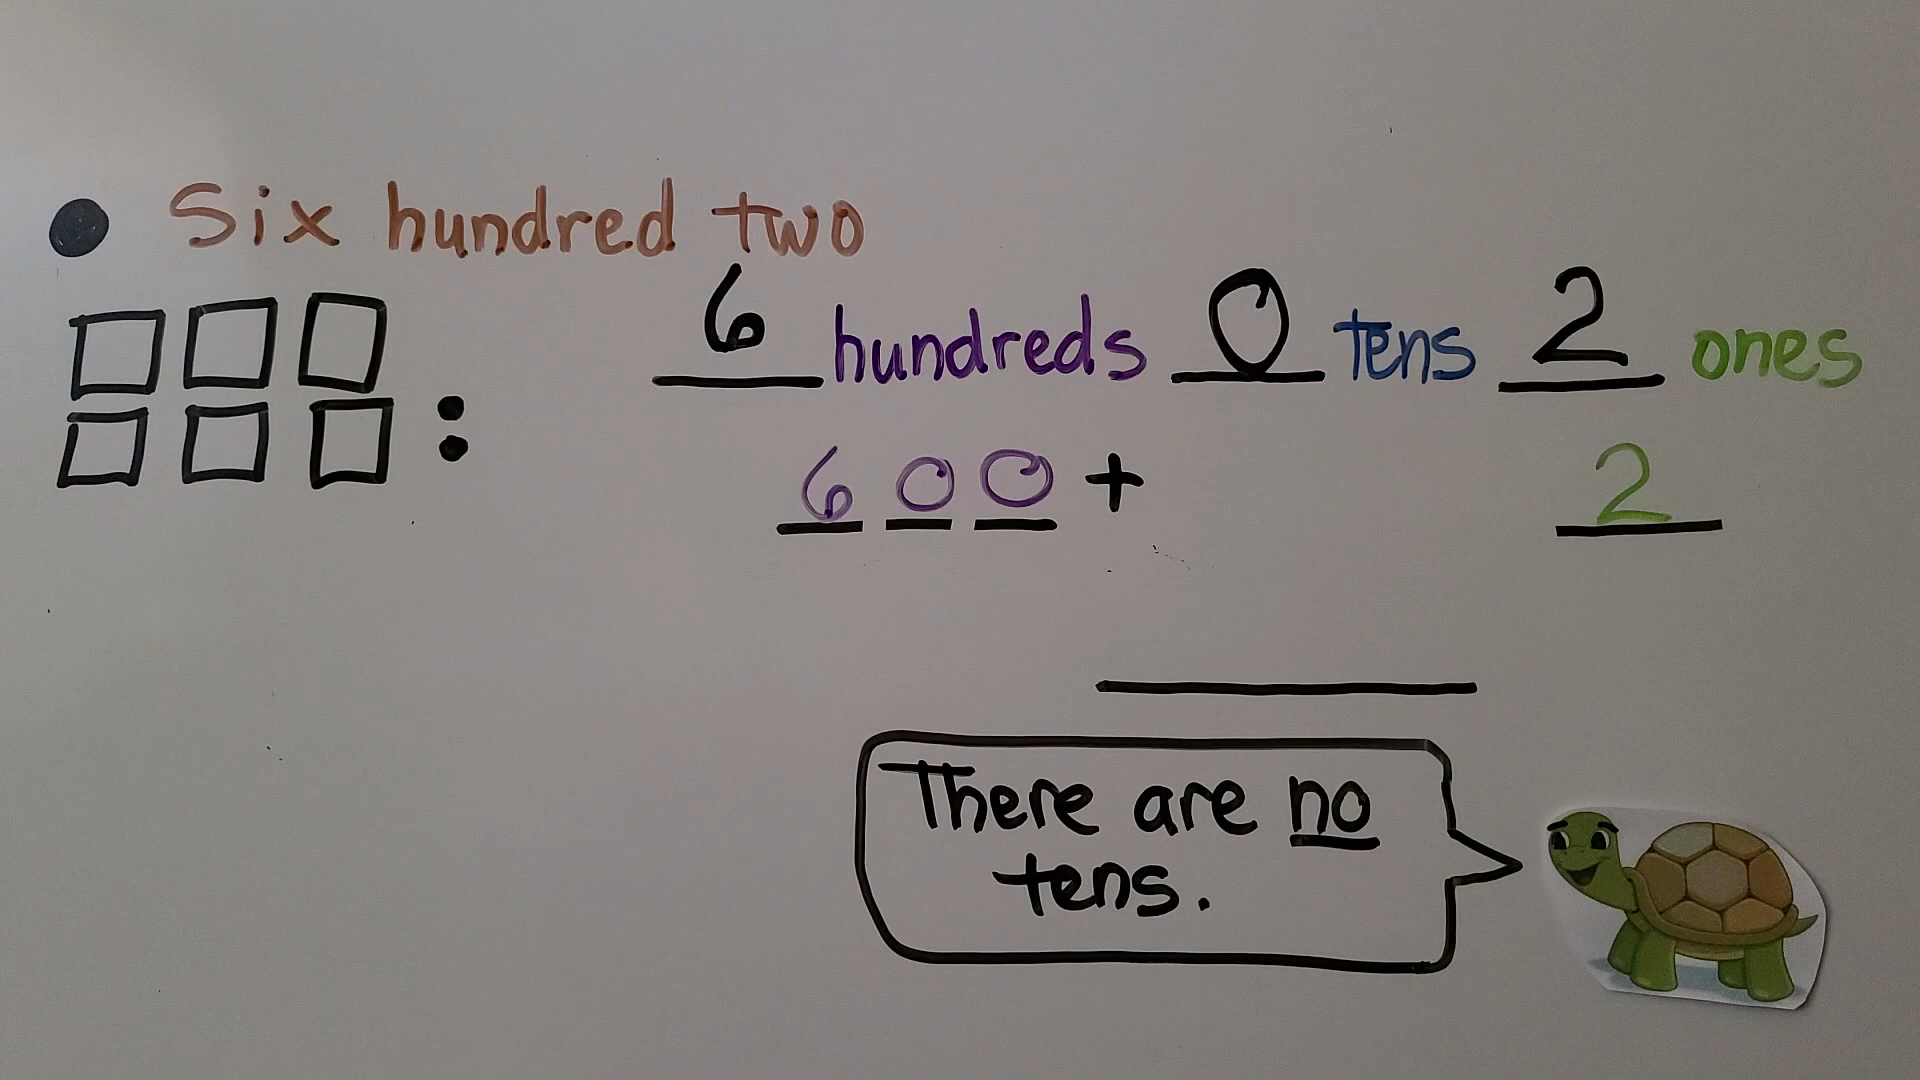 Six hundred two
6 hundreds 0 tens 2 ones
600 + 2
There are no
tens.